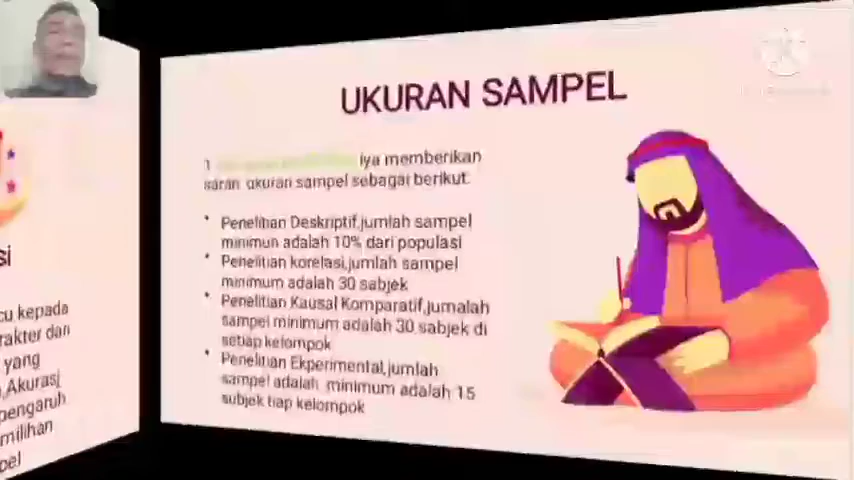 si
cu kepada
rakter dan
yang
,Akurasi
pengaruh
milihan
pel
UKURAN SAMPEL
1 iya memberikan
saran ukuran sampel sebagai berikut:
• Penelitian Deskriptif,jumlah sampel
minimun adalah 10% dari populasi
• Penelitian korelasi,jumlah sampel
minimum adalah 30 sabjek
• Penelitian Kausal Komparatif,jumalah
sampel minimum adalah 30 sabjek di
setiap kelompok
• Penelitian Ekperimental,jumlah
sampel adalah minimum adalah 15
subjek tiap kelompok